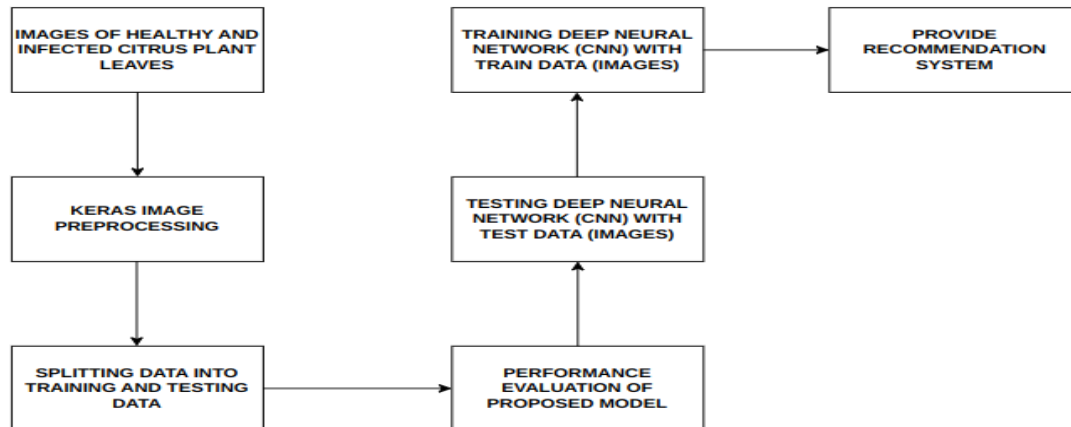 IMAGES OF HEALTHY AND
INFECTED CITRUS PLANT
LEAVES
KERAS IMAGE
PREPROCESSING
SPLITTING DATA INTO
TRAINING AND TESTING
DATA
PERFORMANCE
EVALUATION OF
PROPOSED MODEL
TESTING DEEP NEURAL
NETWORK (CNN) WITH
TEST DATA (IMAGES)
TRAINING DEEP NEURAL
NETWORK (CNN) WITH
TRAIN DATA (IMAGES)
PROVIDE
RECOMMENDATION
SYSTEM